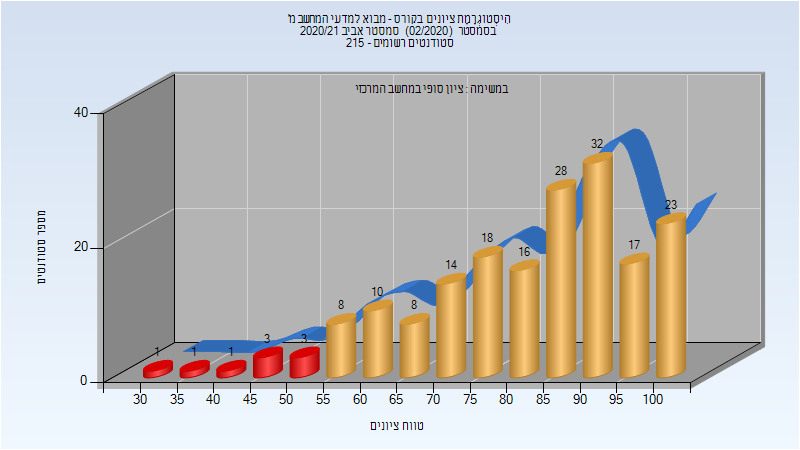 היסטוגרמת ציונים בקורס - מבוא למדעי המחשב מ'
בסמסטר (02/2020) סמסטר אביב 2020/21
סטודנטים רשומים - 215
במשימה : ציון סופי במחשב המרכזי
מספר סטודנטים
40
20
0
1 1 1 3 3 8 10 8 14 18 16 28 32 17 23
30 35 40 45 50 55 60 65 70 75 80 85 90 95 100
טווח ציונים